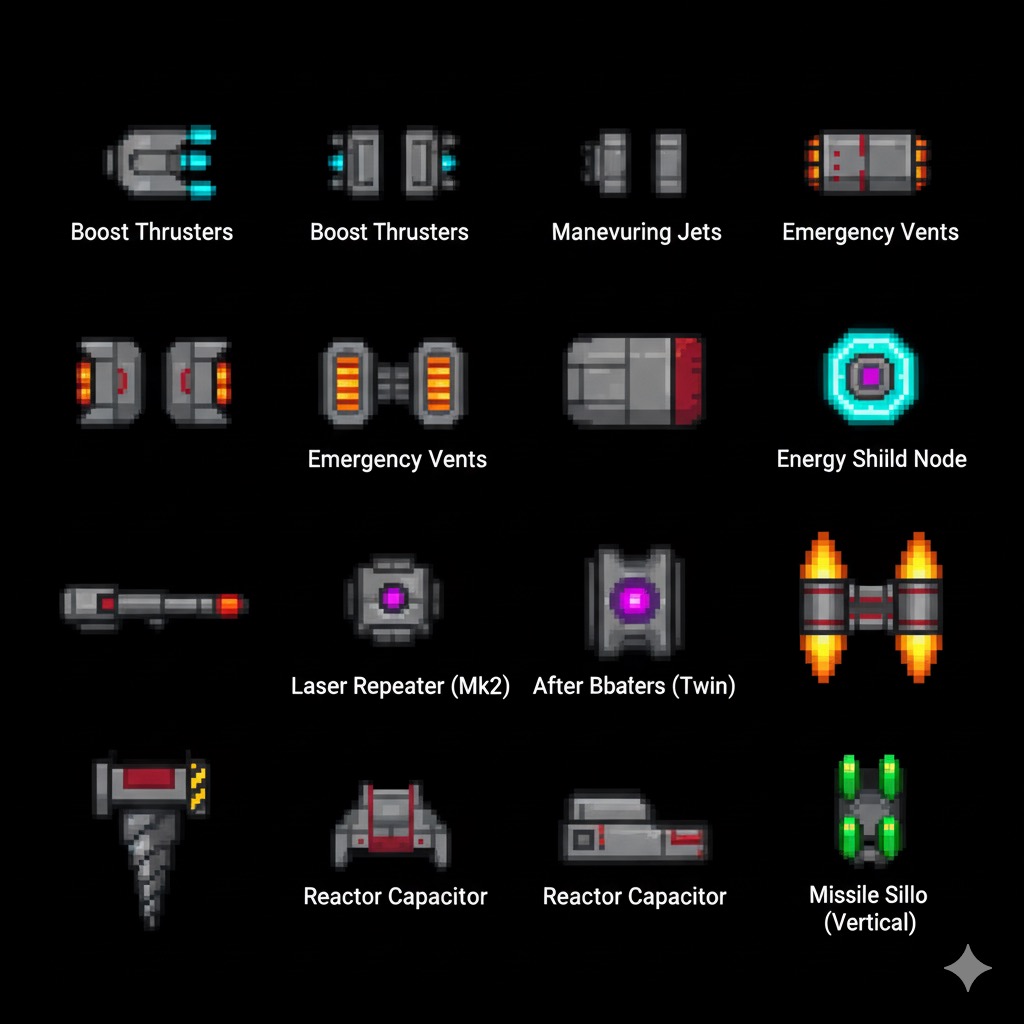 Boost Thrusters
Boost Thrusters
Manevuring Jets
Emergency Vents
Emergency Vents
Energy Shiild Node
Laser Repeater (Mk2)
After Bbaters (Twin)
Reactor Capacitor
Reactor Capacitor
Missile Sillo
(Vertical)